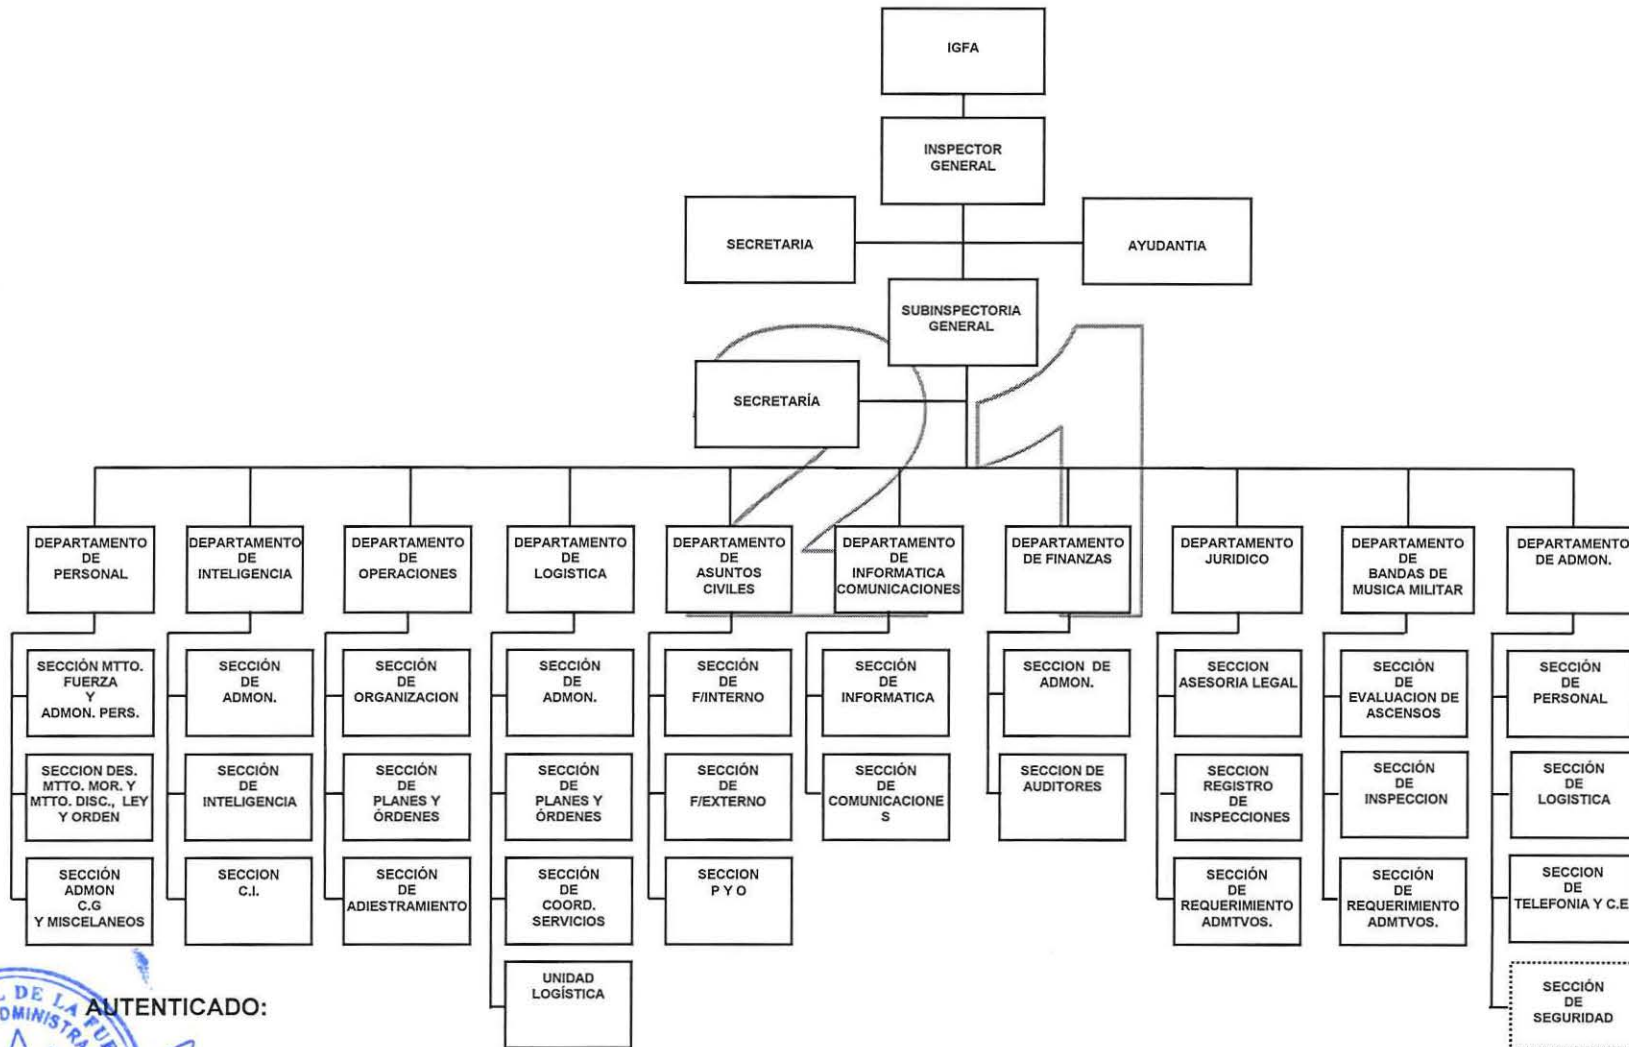 IGFA
INSPECTOR
GENERAL
SECRETARIA
AYUDANTIA
SUBINSPECTORIA
GENERAL
SECRETARÍA
21
DEPARTAMENTO
DE
PERSONAL
DEPARTAMENTO
DE
INTELIGENCIA
DEPARTAMENTO
DE
OPERACIONES
DEPARTAMENTO
DE
LOGISTICA
DEPARTAMENTO
DE
ASUNTOS
CIVILES
DEPARTAMENTO
DE
INFORMATICA
COMUNICACIONES
DEPARTAMENTO
DE FINANZAS
DEPARTAMENTO
JURIDICO
DEPARTAMENTO
DE
BANDAS DE
MUSICA MILITAR
DEPARTAMENTO
DE ADMON.
SECCIÓN MTTO.
FUERZA
Y
ADMON. PERS.
SECCIÓN
DE
ADMON.
SECCIÓN
DE
ORGANIZACION
SECCIÓN
DE
ADMON.
SECCIÓN
DE
F/INTERNO
SECCIÓN
DE
INFORMATICA
SECCION DE
ADMON.
SECCION
ASESORIA LEGAL
SECCIÓN
DE
EVALUACION DE
ASCENSOS
SECCIÓN
DE
PERSONAL
SECCION DES.
MTTO. MOR. Y
MTTO. DISC., LEY
Y ORDEN
SECCIÓN
DE
INTELIGENCIA
SECCIÓN
DE
PLANES Y
ÓRDENES
SECCIÓN
DE
PLANES Y
ÓRDENES
SECCIÓN
DE
F/EXTERNO
SECCIÓN
DE
COMUNICACIONE
S
SECCION DE
AUDITORES
SECCION
REGISTRO
DE
INSPECCIONES
SECCIÓN
DE
INSPECCION
SECCIÓN
DE
LOGISTICA
SECCIÓN
ADMON
C.G
Y MISCELANEOS
SECCION
C.I.
SECCIÓN
DE
ADIESTRAMIENTO
SECCIÓN
DE
COORD.
SERVICIOS
SECCION
P Y O
SECCIÓN
DE
REQUERIMIENTO
ADMTVOS.
SECCIÓN
DE
REQUERIMIENTO
ADMTVOS.
SECCION
DE
TELEFONIA Y C.E
UNIDAD
LOGÍSTICA
SECCIÓN
DE
SEGURIDAD
AUTENTICADO:
DE LA